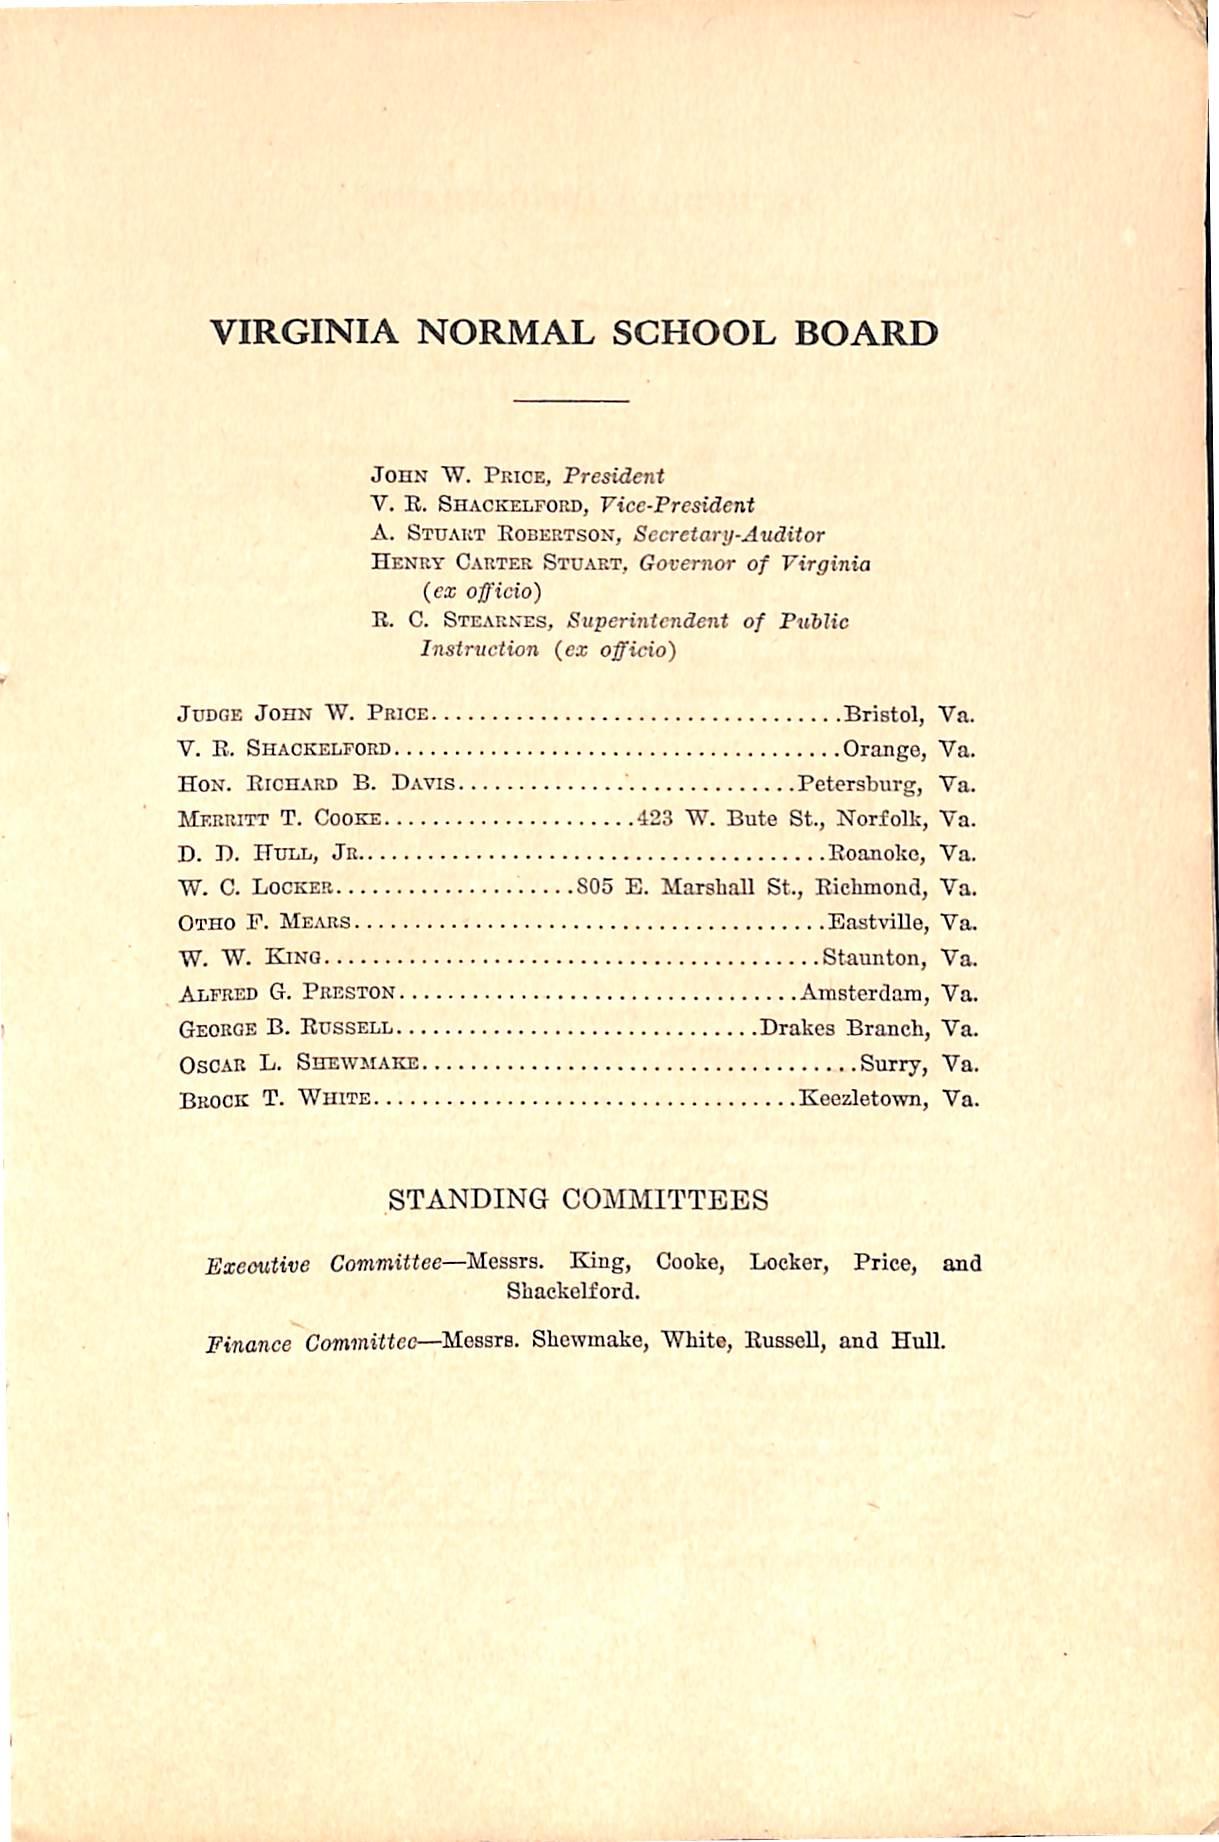 VIRGINIA NORMAL SCHOOL BOARD
JOHN W. PRICE, President
V. R. SHACKELFORD, Vice-President
A. STUART ROBERTSON, Secretary-Auditor
HENRY CARTER STUART, Governor of Virginia
(ex officio)
R. C. STEARNES, Superintendent of Public
Instruction (ex officio)
JUDGE JOHN W. PRICE..................................Bristol, Va.
V. R. SHACKELFORD.....................................Orange, Va.
HON. RICHARD B. DAVIS............................Petersburg, Va.
MERRITT T. COOKE.....................423 W. Bute St., Norfolk, Va.
D. D. HULL, JR.......................................Roanoke, Va.
W. C. LOCKER....................805 E. Marshall St., Richmond, Va.
OTHO F. MEARS.......................................Eastville, Va.
W. W. KING.........................................Staunton, Va.
ALFRED G. PRESTON.................................Amsterdam, Va.
GEORGE B. RUSSELL..............................Drakes Branch, Va.
OSCAR L. SHEWMAKE....................................Surry, Va.
BROCK T. WHITE...................................Keezletown, Va.
STANDING COMMITTEES
Executive Committee—Messrs. King, Cooke, Locker, Price, and
Shackelford.
Finance Committee—Messrs. Shewmake, White, Russell, and Hull.